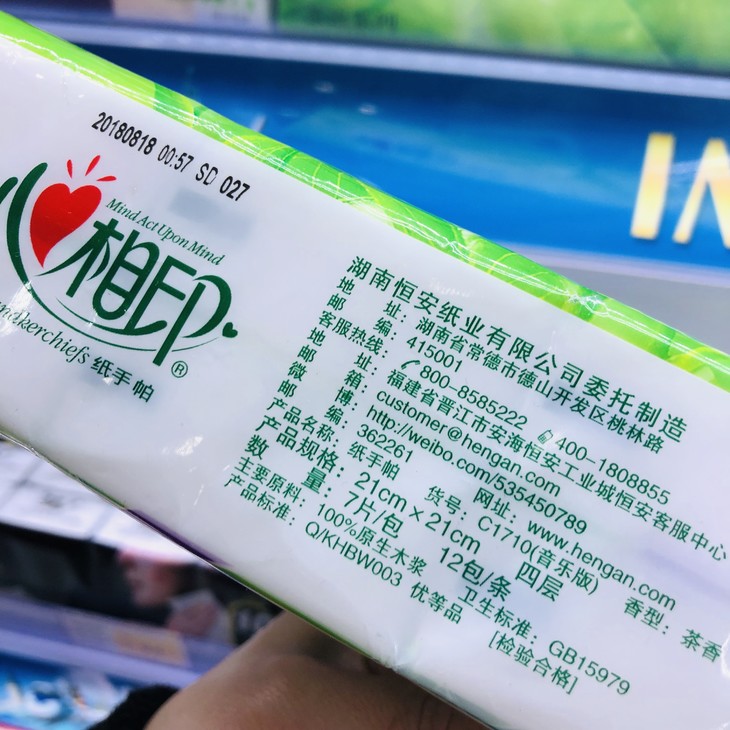 20180818 00:57 SD 027
心相印
Mind Act Upon Mind
®
ndkerchiefs 纸手帕
湖南恒安纸业有限公司委托制造
地 址：湖南省常德市德山开发区桃林路
邮 编：415001
客服热线：800-8585222 400-1808855
地 址：福建省晋江市安海恒安工业城恒安客服中心
邮 箱：customer@hengan.com 网址：www.hengan.com
微 博：http://weibo.com/535450789
邮 编：362261
产品名称：纸手帕 货号：C1710(音乐版) 香型：茶香
产品规格：21cm×21cm 四层
数 量：7片/包 12包/条
主要原料：100%原生木浆 卫生标准：GB15979
产品标准：Q/KHBW003 优等品 [检验合格]
IN